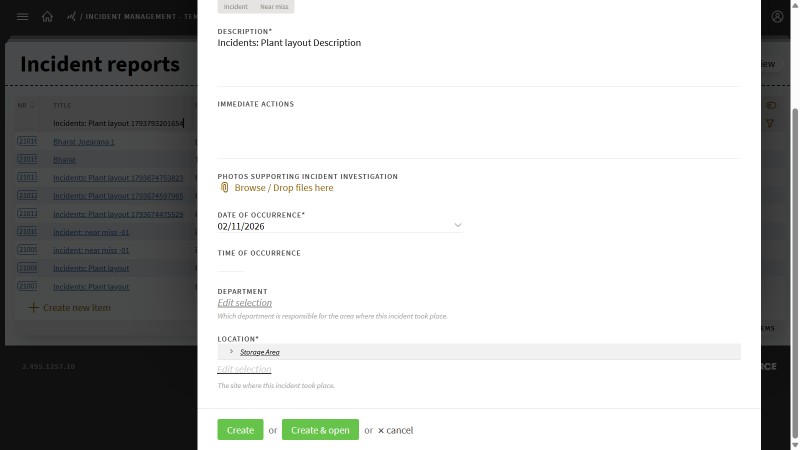 INCIDENT MANAGEMENT - TEM
Incident reports
NR
TITLE
Incidents: Plant layout 1793793201654
Bharat Jogarana 1
Bharat
Incidents: Plant layout 1793674753823
Incidents: Plant layout 1793674597965
Incidents: Plant layout 1793674475529
incident: near miss -01
incident: near miss -01
Incidents: Plant layout
Incidents: Plant layout
Create new item
Incident
Near miss
DESCRIPTION*
Incidents: Plant layout Description
IMMEDIATE ACTIONS
PHOTOS SUPPORTING INCIDENT INVESTIGATION
Browse / Drop files here
DATE OF OCCURRENCE*
02/11/2026
TIME OF OCCURRENCE
DEPARTMENT
Edit selection
Which department is responsible for the area where this incident took place.
LOCATION*
Storage Area
Edit selection
The site where this incident took place.
Create or Create & open or × cancel